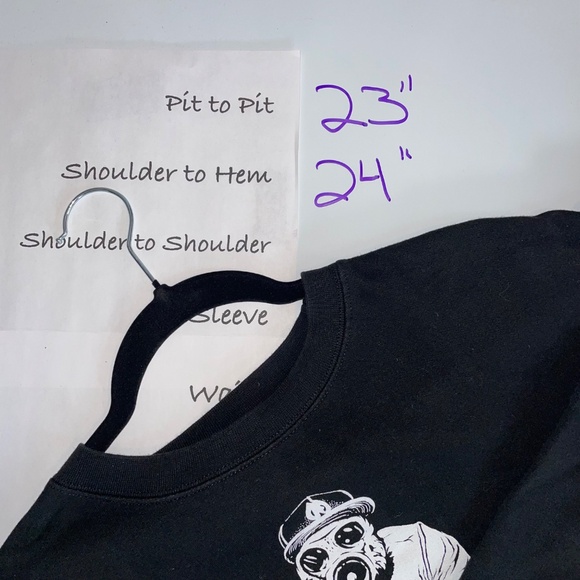 Pit to Pit 23"
Shoulder to Hem 24"
Shoulder to Shoulder
Sleeve